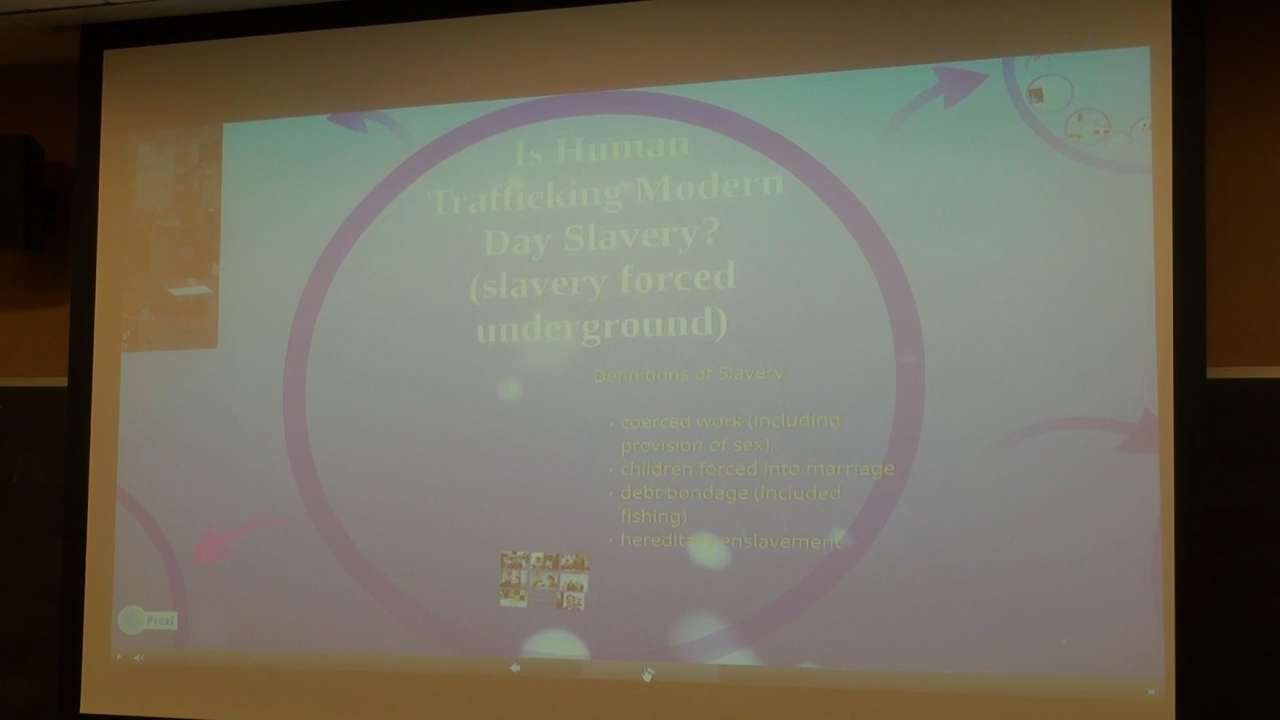 Is Human
Trafficking Modern
Day Slavery?
(slavery forced
underground)
Definitions of Slavery
• coerced work (including
provision of sex),
• children forced into marriage
• debt bondage (included
fishing)
• hereditary enslavement
Prezi